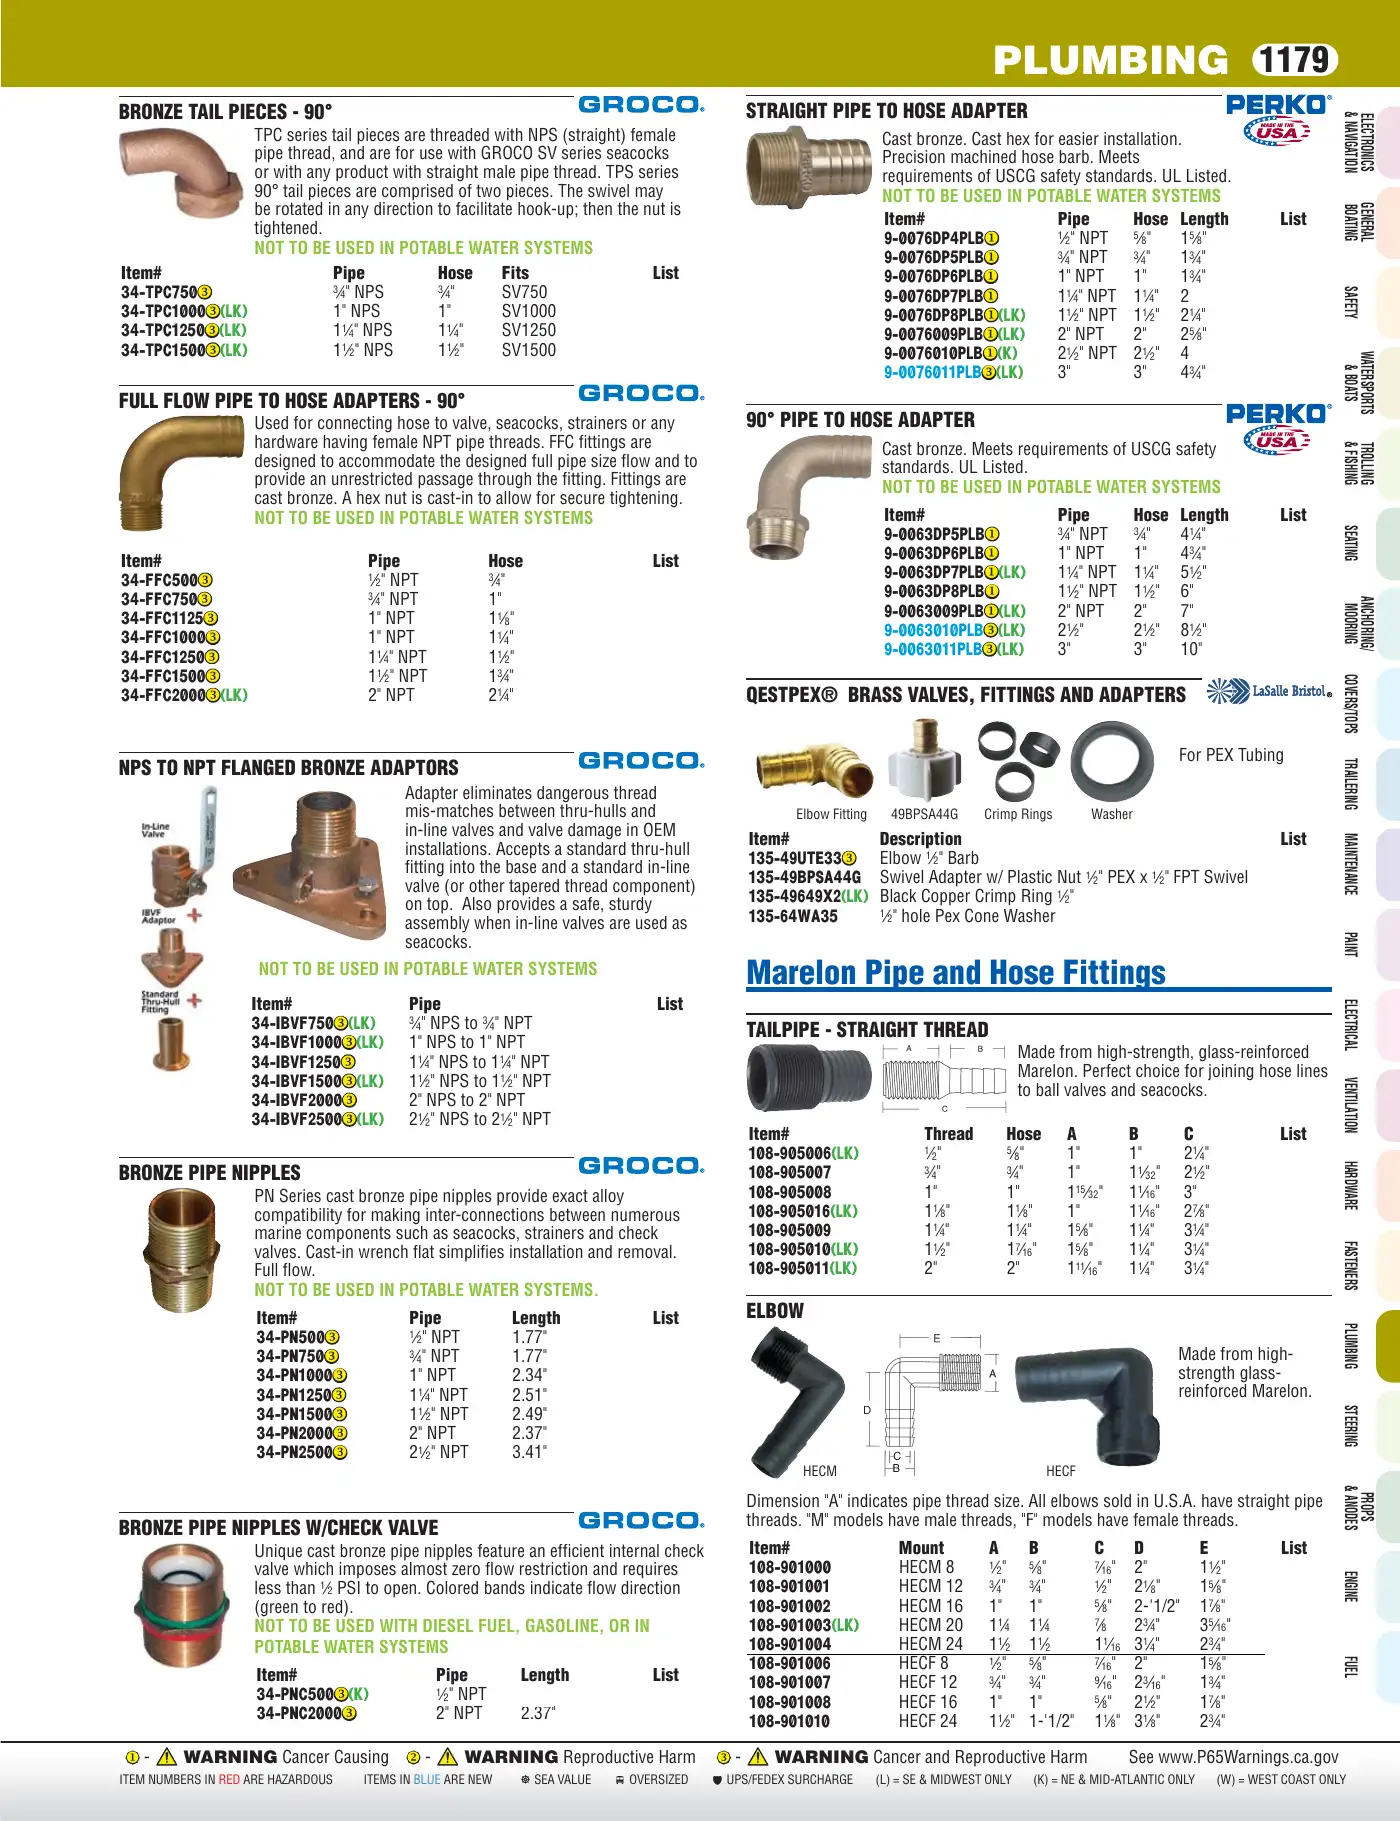 PLUMBING 1179
BRONZE TAIL PIECES - 90°
GROCO®
TPC series tail pieces are threaded with NPS (straight) female
pipe thread, and are for use with GROCO SV series seacocks
or with any product with straight male pipe thread. TPS series
90° tail pieces are comprised of two pieces. The swivel may
be rotated in any direction to facilitate hook-up; then the nut is
tightened.
NOT TO BE USED IN POTABLE WATER SYSTEMS
Item# Pipe Hose Fits List
34-TPC750③ ¾" NPS ¾" SV750
34-TPC1000③(LK) 1" NPS 1" SV1000
34-TPC1250③(LK) 1¼" NPS 1¼" SV1250
34-TPC1500③(LK) 1½" NPS 1½" SV1500
FULL FLOW PIPE TO HOSE ADAPTERS - 90°
GROCO®
Used for connecting hose to valve, seacocks, strainers or any
hardware having female NPT pipe threads. FFC fittings are
designed to accommodate the designed full pipe size flow and to
provide an unrestricted passage through the fitting. Fittings are
cast bronze. A hex nut is cast-in to allow for secure tightening.
NOT TO BE USED IN POTABLE WATER SYSTEMS
Item# Pipe Hose List
34-FFC500③ ½" NPT ¾"
34-FFC750③ ¾" NPT 1"
34-FFC1125③ 1" NPT 1⅛"
34-FFC1000③ 1" NPT 1¼"
34-FFC1250③ 1¼" NPT 1½"
34-FFC1500③ 1½" NPT 1¾"
34-FFC2000③(LK) 2" NPT 2¼"
NPS TO NPT FLANGED BRONZE ADAPTORS
GROCO®
In-Line
Valve
IBVF
Adaptor
Standard
Thru-Hull
Fitting
Adapter eliminates dangerous thread
mis-matches between thru-hulls and
in-line valves and valve damage in OEM
installations. Accepts a standard thru-hull
fitting into the base and a standard in-line
valve (or other tapered thread component)
on top. Also provides a safe, sturdy
assembly when in-line valves are used as
seacocks.
NOT TO BE USED IN POTABLE WATER SYSTEMS
Item# Pipe List
34-IBVF750③(LK) ¾" NPS to ¾" NPT
34-IBVF1000③(LK) 1" NPS to 1" NPT
34-IBVF1250③ 1¼" NPS to 1¼" NPT
34-IBVF1500③(LK) 1½" NPS to 1½" NPT
34-IBVF2000③ 2" NPS to 2" NPT
34-IBVF2500③(LK) 2½" NPS to 2½" NPT
BRONZE PIPE NIPPLES
GROCO®
PN Series cast bronze pipe nipples provide exact alloy
compatibility for making inter-connections between numerous
marine components such as seacocks, strainers and check
valves. Cast-in wrench flat simplifies installation and removal.
Full flow.
NOT TO BE USED IN POTABLE WATER SYSTEMS.
Item# Pipe Length List
34-PN500③ ½" NPT 1.77"
34-PN750③ ¾" NPT 1.77"
34-PN1000③ 1" NPT 2.34"
34-PN1250③ 1¼" NPT 2.51"
34-PN1500③ 1½" NPT 2.49"
34-PN2000③ 2" NPT 2.37"
34-PN2500③ 2½" NPT 3.41"
BRONZE PIPE NIPPLES W/CHECK VALVE
GROCO®
Unique cast bronze pipe nipples feature an efficient internal check
valve which imposes almost zero flow restriction and requires
less than ½ PSI to open. Colored bands indicate flow direction
(green to red).
NOT TO BE USED WITH DIESEL FUEL, GASOLINE, OR IN
POTABLE WATER SYSTEMS
Item# Pipe Length List
34-PNC500③(K) ½" NPT
34-PNC2000③ 2" NPT 2.37"
STRAIGHT PIPE TO HOSE ADAPTER
PERKO®
MADE IN THE
USA
Cast bronze. Cast hex for easier installation.
Precision machined hose barb. Meets
requirements of USCG safety standards. UL Listed.
NOT TO BE USED IN POTABLE WATER SYSTEMS
Item# Pipe Hose Length List
9-0076DP4PLB① ½" NPT ⅝" 1⅝"
9-0076DP5PLB① ¾" NPT ¾" 1¾"
9-0076DP6PLB① 1" NPT 1" 1¾"
9-0076DP7PLB① 1¼" NPT 1¼" 2
9-0076DP8PLB①(LK) 1½" NPT 1½" 2¼"
9-0076009PLB①(LK) 2" NPT 2" 2⅝"
9-0076010PLB①(K) 2½" NPT 2½" 4
9-0076011PLB③(LK) 3" 3" 4¾"
90° PIPE TO HOSE ADAPTER
PERKO®
MADE IN THE
USA
Cast bronze. Meets requirements of USCG safety
standards. UL Listed.
NOT TO BE USED IN POTABLE WATER SYSTEMS
Item# Pipe Hose Length List
9-0063DP5PLB① ¾" NPT ¾" 4¼"
9-0063DP6PLB① 1" NPT 1" 4¾"
9-0063DP7PLB①(LK) 1¼" NPT 1¼" 5½"
9-0063DP8PLB① 1½" NPT 1½" 6"
9-0063009PLB①(LK) 2" NPT 2" 7"
9-0063010PLB③(LK) 2½" 2½" 8½"
9-0063011PLB③(LK) 3" 3" 10"
QESTPEX® BRASS VALVES, FITTINGS AND ADAPTERS
LaSalle Bristol®
For PEX Tubing
Elbow Fitting 49BPSA44G Crimp Rings Washer
Item# Description List
135-49UTE33③ Elbow ½" Barb
135-49BPSA44G Swivel Adapter w/ Plastic Nut ½" PEX x ½" FPT Swivel
135-49649X2(LK) Black Copper Crimp Ring ½"
135-64WA35 ½" hole Pex Cone Washer
Marelon Pipe and Hose Fittings
TAILPIPE - STRAIGHT THREAD
A B
C
Made from high-strength, glass-reinforced
Marelon. Perfect choice for joining hose lines
to ball valves and seacocks.
Item# Thread Hose A B C List
108-905006(LK) ½" ⅝" 1" 1" 2¼"
108-905007 ¾" ¾" 1" 1¹⁄₃₂" 2½"
108-905008 1" 1" 1¹⁵⁄₃₂" 1¹⁄₁₆" 3"
108-905016(LK) 1⅛" 1⅛" 1" 1¹⁄₁₆" 2⅞"
108-905009 1¼" 1¼" 1⅝" 1¼" 3¼"
108-905010(LK) 1½" 1⁷⁄₁₆" 1⅝" 1¼" 3¼"
108-905011(LK) 2" 2" 1¹¹⁄₁₆" 1¼" 3¼"
ELBOW
E
A
D
C
B
HECM
HECF
Made from high-
strength glass-
reinforced Marelon.
Dimension "A" indicates pipe thread size. All elbows sold in U.S.A. have straight pipe
threads. "M" models have male threads, "F" models have female threads.
Item# Mount A B C D E List
108-901000 HECM 8 ½" ⅝" ⁷⁄₁₆" 2" 1½"
108-901001 HECM 12 ¾" ¾" ½" 2⅛" 1⅝"
108-901002 HECM 16 1" 1" ⅝" 2-'1/2" 1⅞"
108-901003(LK) HECM 20 1¼ 1¼ ⅞ 2¾" 3⁵⁄₁₆"
108-901004 HECM 24 1½ 1½ 1¹⁄₁₆ 3¼" 2¾"
108-901006 HECF 8 ½" ⅝" ⁷⁄₁₆" 2" 1⅝"
108-901007 HECF 12 ¾" ¾" ⁹⁄₁₆" 2³⁄₁₆" 1¾"
108-901008 HECF 16 1" 1" ⅝" 2½" 1⅞"
108-901010 HECF 24 1½" 1-'1/2" 1⅛" 3⅛" 2¾"
ELECTRONICS
& NAVIGATION
GENERAL
BOATING
SAFETY
WATERSPORTS
& BOATS
TROLLING
& FISHING
SEATING
ANCHORING/
MOORING
COVERS/TOPS
TRAILERING
MAINTENANCE
PAINT
ELECTRICAL
VENTILATION
HARDWARE
FASTENERS
PLUMBING
STEERING
PROPS
& ANODES
ENGINE
FUEL
① - ⚠ WARNING Cancer Causing ② - ⚠ WARNING Reproductive Harm ③ - ⚠ WARNING Cancer and Reproductive Harm See www.P65Warnings.ca.gov
ITEM NUMBERS IN RED ARE HAZARDOUS ITEMS IN BLUE ARE NEW SEA VALUE OVERSIZED UPS/FEDEX SURCHARGE (L) = SE & MIDWEST ONLY (K) = NE & MID-ATLANTIC ONLY (W) = WEST COAST ONLY